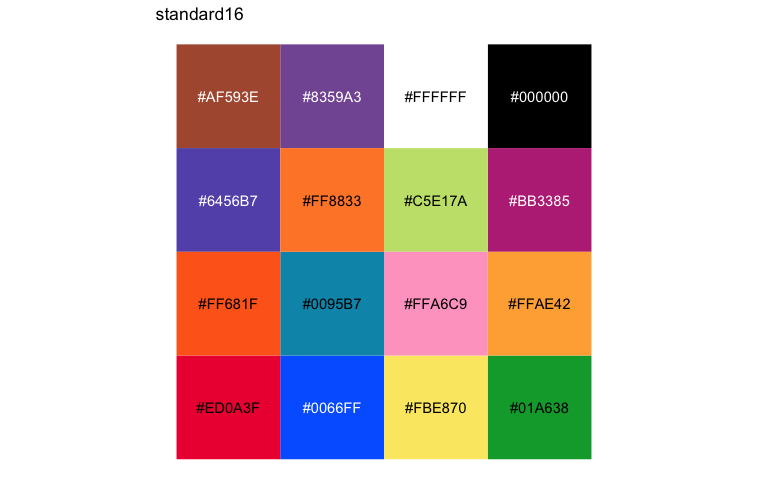 standard16
#AF593E #8359A3 #FFFFFF #000000
#6456B7 #FF8833 #C5E17A #BB3385
#FF681F #0095B7 #FFA6C9 #FFAE42
#ED0A3F #0066FF #FBE870 #01A638